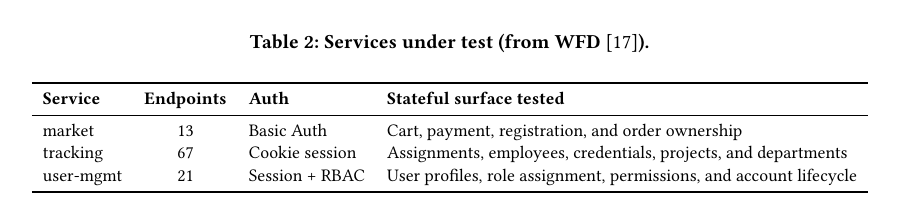 Table 2: Services under test (from WFD [17]).
Service Endpoints Auth Stateful surface tested
market 13 Basic Auth Cart, payment, registration, and order ownership
tracking 67 Cookie session Assignments, employees, credentials, projects, and departments
user-mgmt 21 Session + RBAC User profiles, role assignment, permissions, and account lifecycle